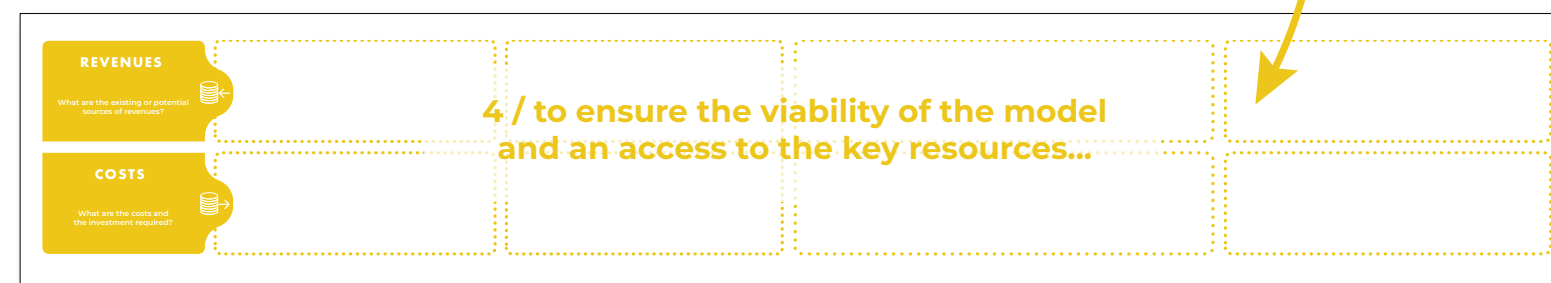 REVENUES
What are the existing or potential
sources of revenues?
4 / to ensure the viability of the model
and an access to the key resources...
COSTS
What are the costs and
the investment required?